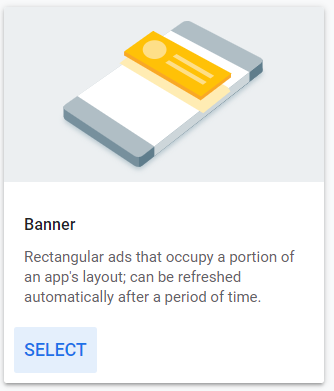 Banner
Rectangular ads that occupy a portion of
an app's layout; can be refreshed
automatically after a period of time.
SELECT